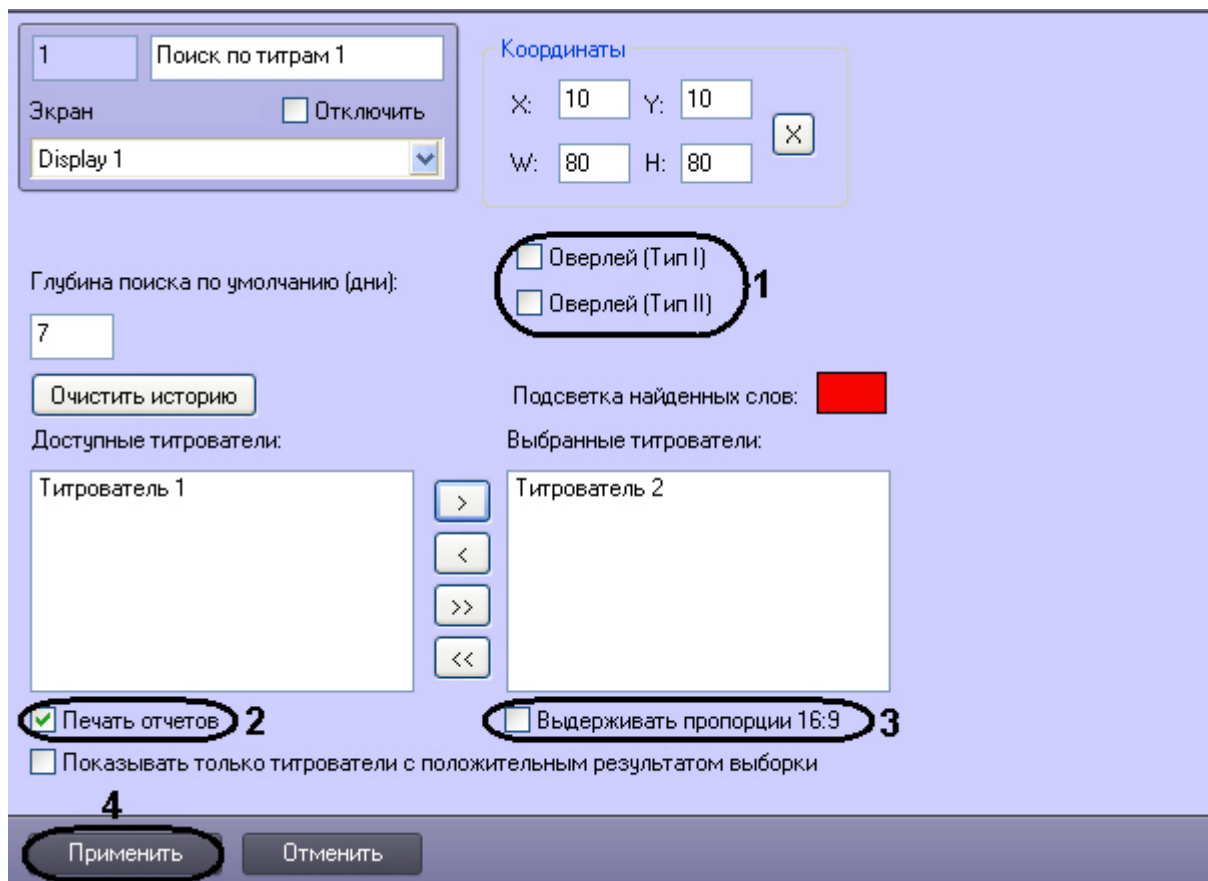 1
Поиск по титрам 1
Экран
Отключить
Display 1
Координаты
X: 10 Y: 10
X
W: 80 H: 80
Оверлей (Тип I)
Оверлей (Тип II)
1
Глубина поиска по умолчанию (дни):
7
Очистить историю
Подсветка найденных слов:
Доступные титрователи:
Выбранные титрователи:
Титрователь 1
Титрователь 2
>
<
>>
<<
Печать отчетов 2
Выдерживать пропорции 16:9 3
Показывать только титрователи с положительным результатом выборки
4
Применить
Отменить